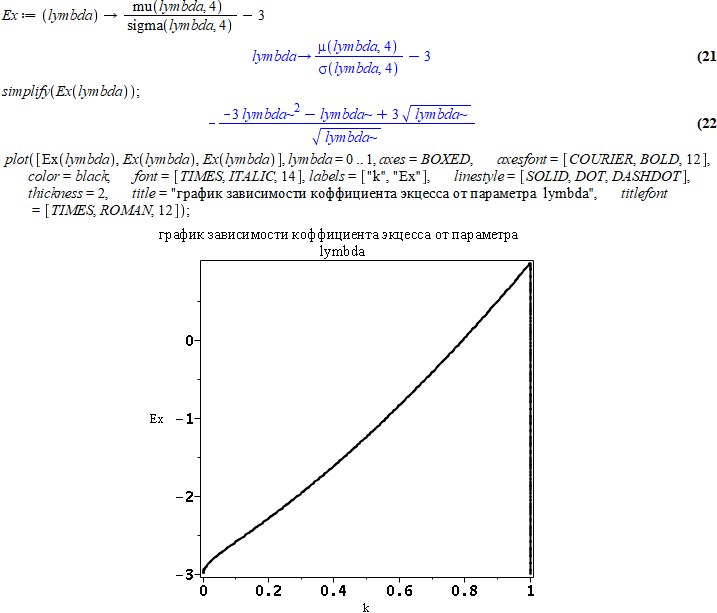 Ex := (lymbda) → mu(lymbda, 4) / sigma(lymbda, 4) − 3
lymbda→ μ(lymbda, 4) / σ(lymbda, 4) − 3 (21
simplify(Ex(lymbda));
− (−3 lymbda~² − lymbda~ + 3 √lymbda~) / √lymbda~ (22
plot([Ex(lymbda), Ex(lymbda), Ex(lymbda)], lymbda = 0 .. 1, axes = BOXED, axesfont = [COURIER, BOLD, 12],
color = black, font = [TIMES, ITALIC, 14], labels = ["k", "Ex"], linestyle = [SOLID, DOT, DASHDOT],
thickness = 2, title = "график зависимости коффициента экцесса от параметра lymbda", titlefont
= [TIMES, ROMAN, 12]);
график зависимости коффициента экцесса от параметра
lymbda
0
Ex −1
−2
−3
0 0.2 0.4 0.6 0.8 1
k